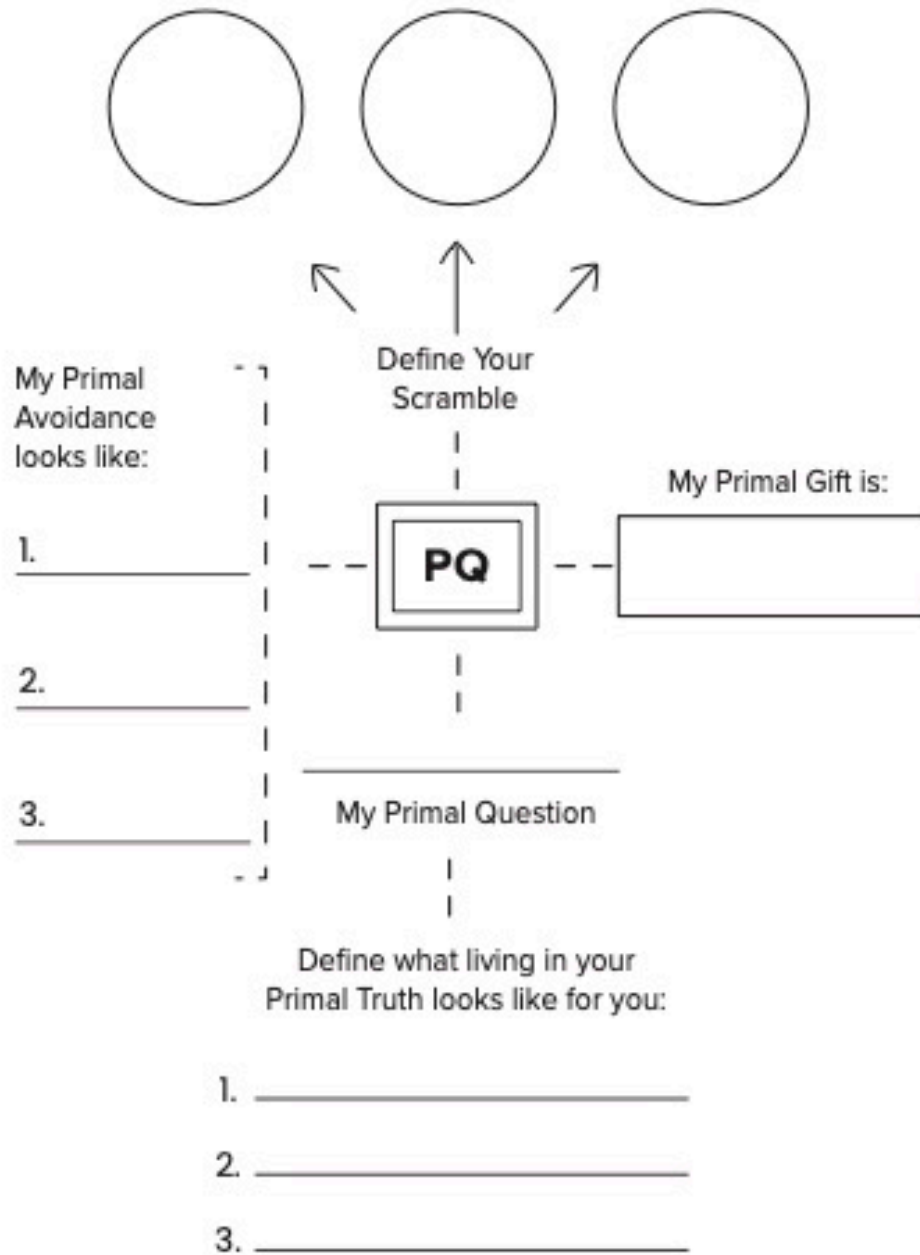 Define Your
Scramble
My Primal
Avoidance
looks like:
1.
2.
3.
PQ
My Primal Gift is:
My Primal Question
Define what living in your
Primal Truth looks like for you:
1.
2.
3.